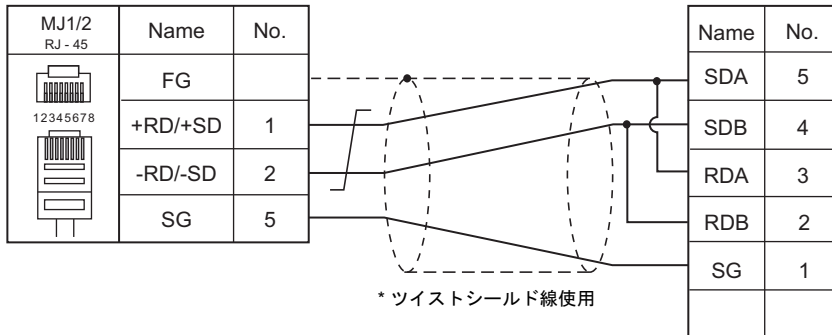 MJ1/2 Name No.
RJ - 45
FG
12345678
+RD/+SD 1
-RD/-SD 2
SG 5
Name No.
SDA 5
SDB 4
RDA 3
RDB 2
SG 1
* ツイストシールド線使用